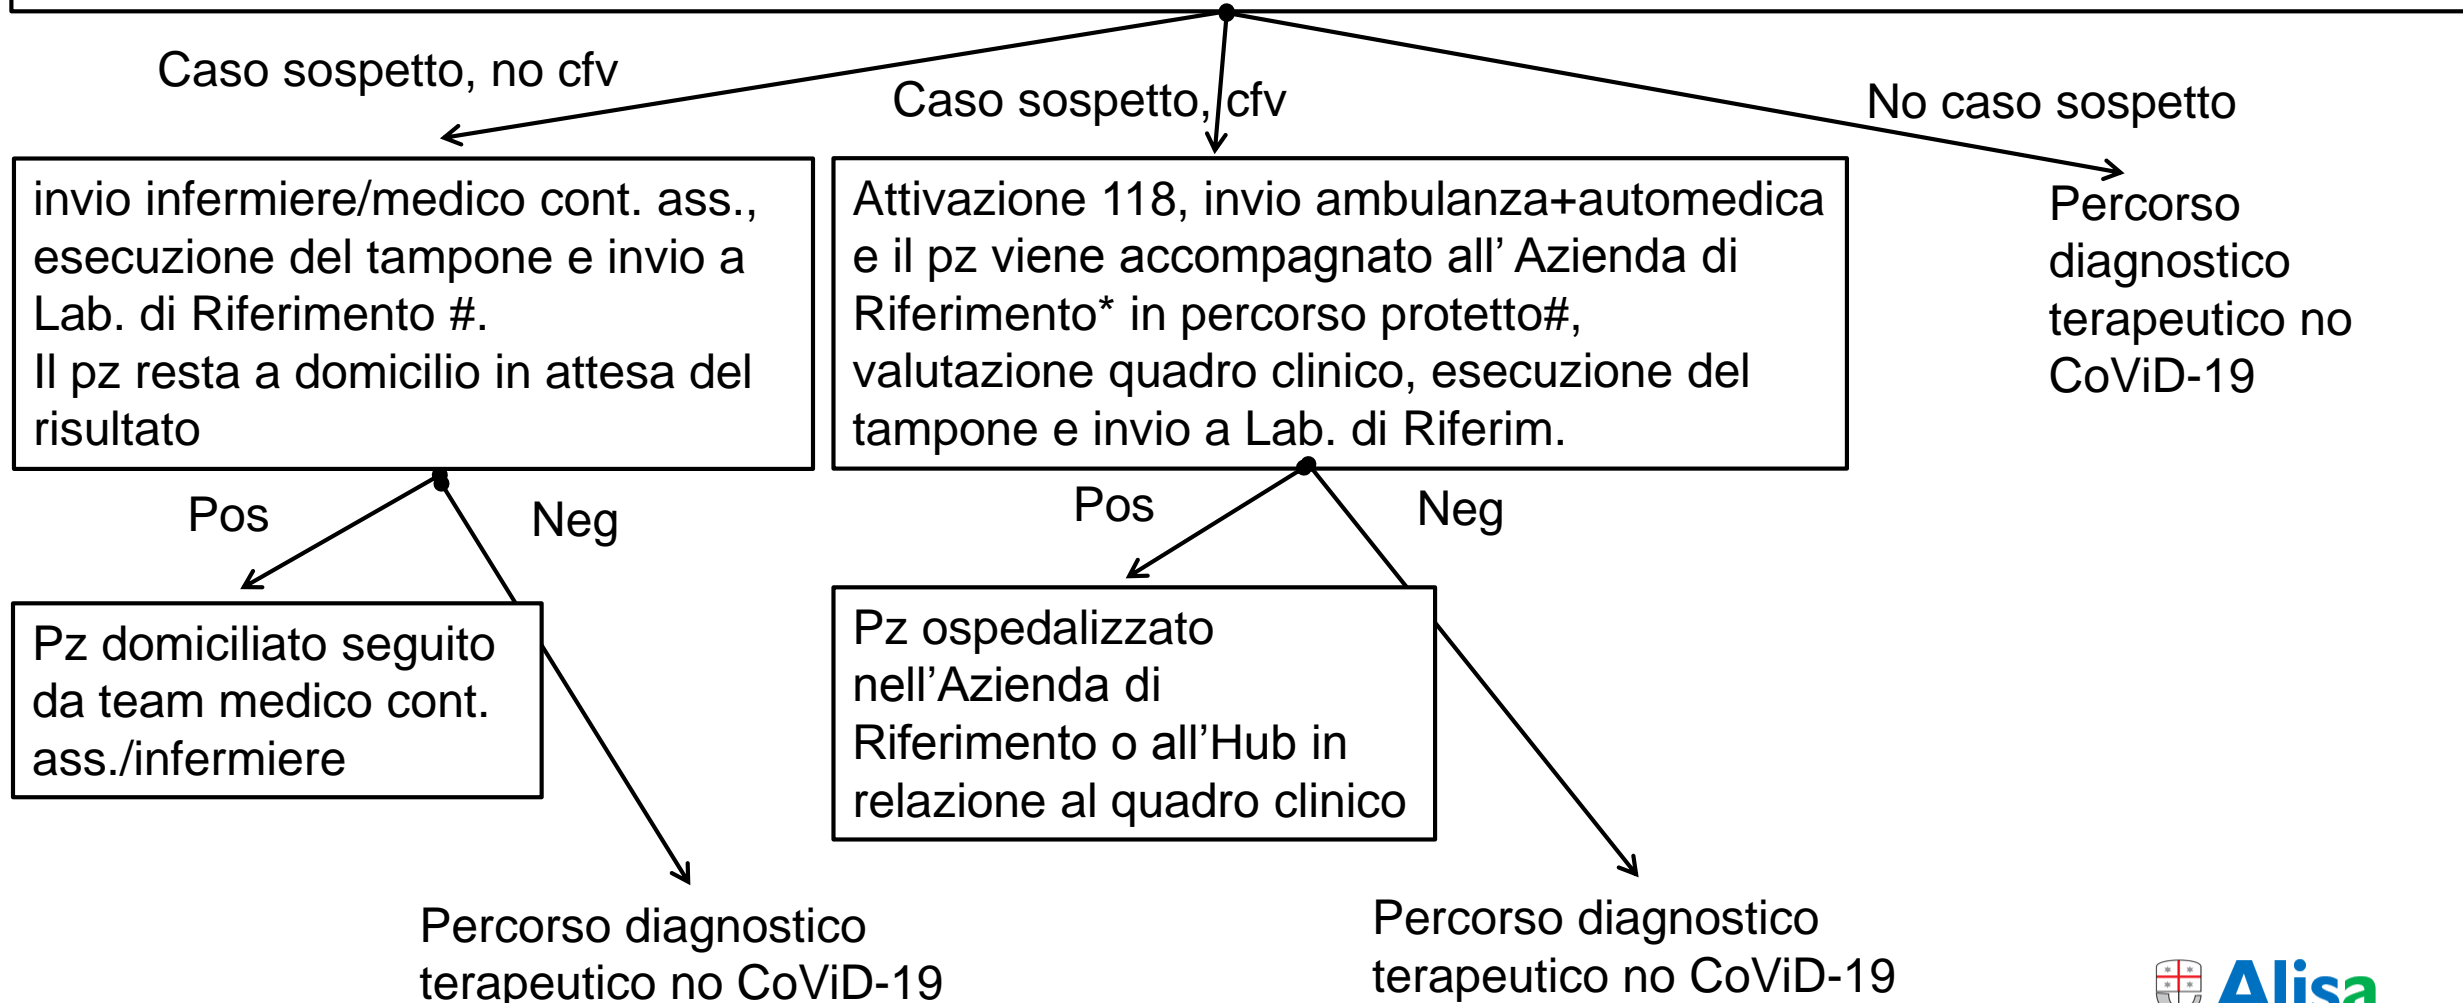 Caso sospetto, no cfv
Caso sospetto, cfv
No caso sospetto
invio infermiere/medico cont. ass.,
esecuzione del tampone e invio a
Lab. di Riferimento #.
Il pz resta a domicilio in attesa del
risultato
Attivazione 118, invio ambulanza+automedica
e il pz viene accompagnato all’ Azienda di
Riferimento* in percorso protetto#,
valutazione quadro clinico, esecuzione del
tampone e invio a Lab. di Riferim.
Percorso
diagnostico
terapeutico no
CoViD-19
Pos
Neg
Pos
Neg
Pz domiciliato seguito
da team medico cont.
ass./infermiere
Pz ospedalizzato
nell’Azienda di
Riferimento o all’Hub in
relazione al quadro clinico
Percorso diagnostico
terapeutico no CoViD-19
Percorso diagnostico
terapeutico no CoViD-19
Alisa